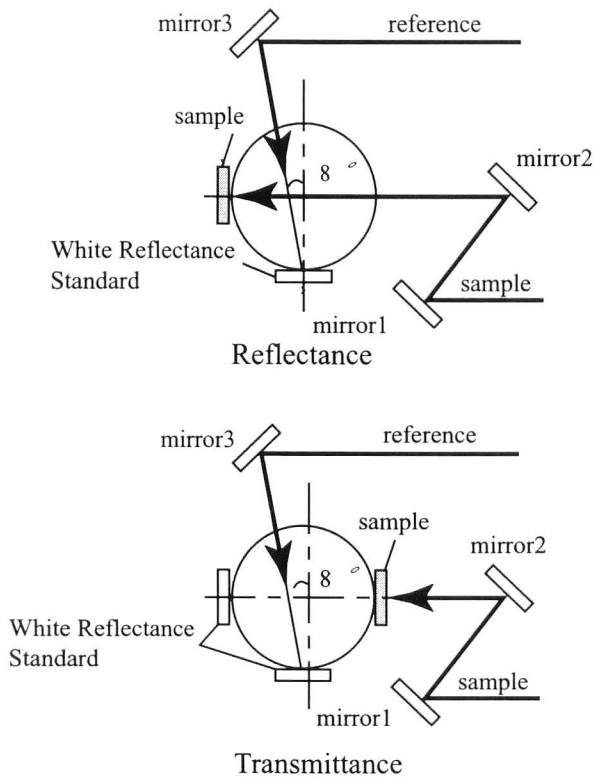 mirror3
reference
sample
8°
mirror2
White Reflectance
Standard
sample
mirror1
Reflectance
mirror3
reference
sample
8°
mirror2
White Reflectance
Standard
sample
mirror1
Transmittance